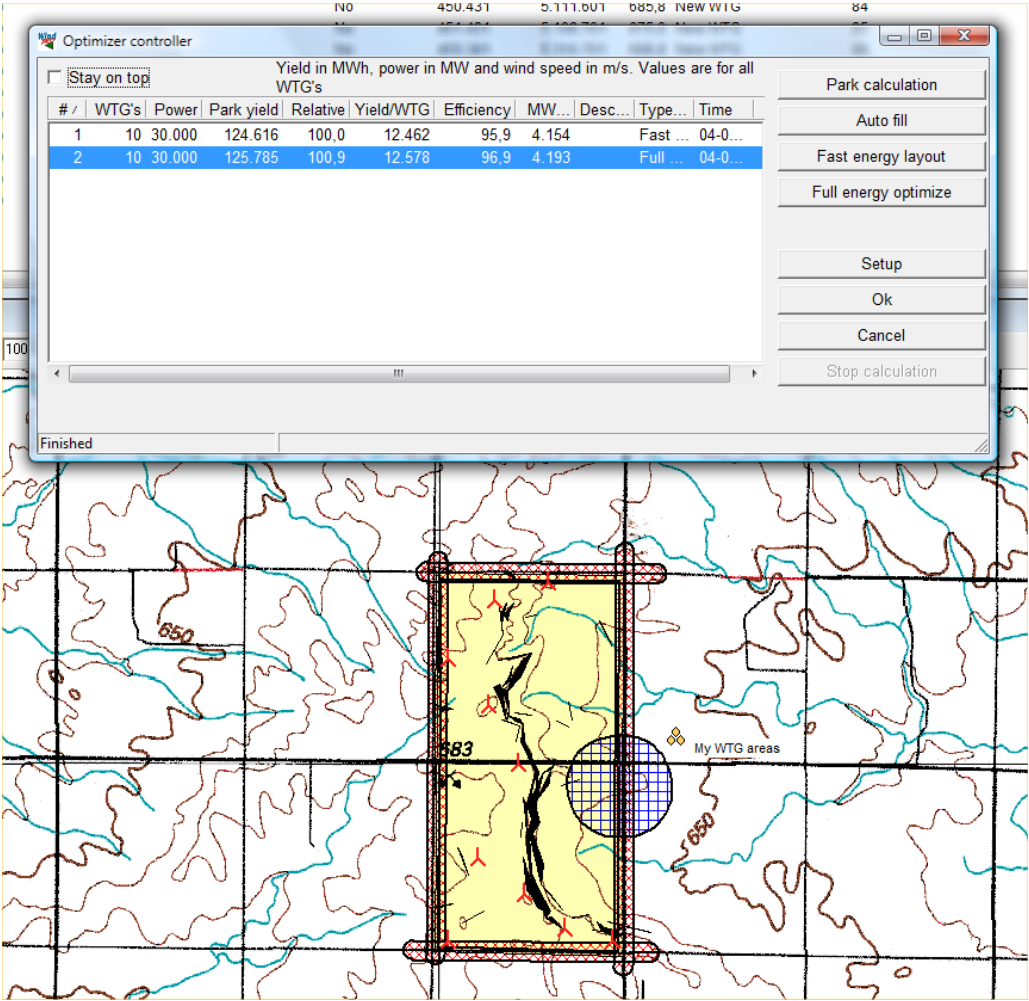 No 450.431 5.111.601 685,8 New WTG 84
Wind
Optimizer controller
Stay on top
Yield in MWh, power in MW and wind speed in m/s. Values are for all
WTG's
# WTG's Power Park yield Relative Yield/WTG Efficiency MW... Desc... Type... Time
1 10 30.000 124.616 100,0 12.462 95,9 4.154 Fast ... 04-0...
2 10 30.000 125.785 100,9 12.578 96,9 4.193 Full ... 04-0...
Park calculation
Auto fill
Fast energy layout
Full energy optimize
Setup
Ok
Cancel
Stop calculation
Finished
100
650
683
My WTG areas
650